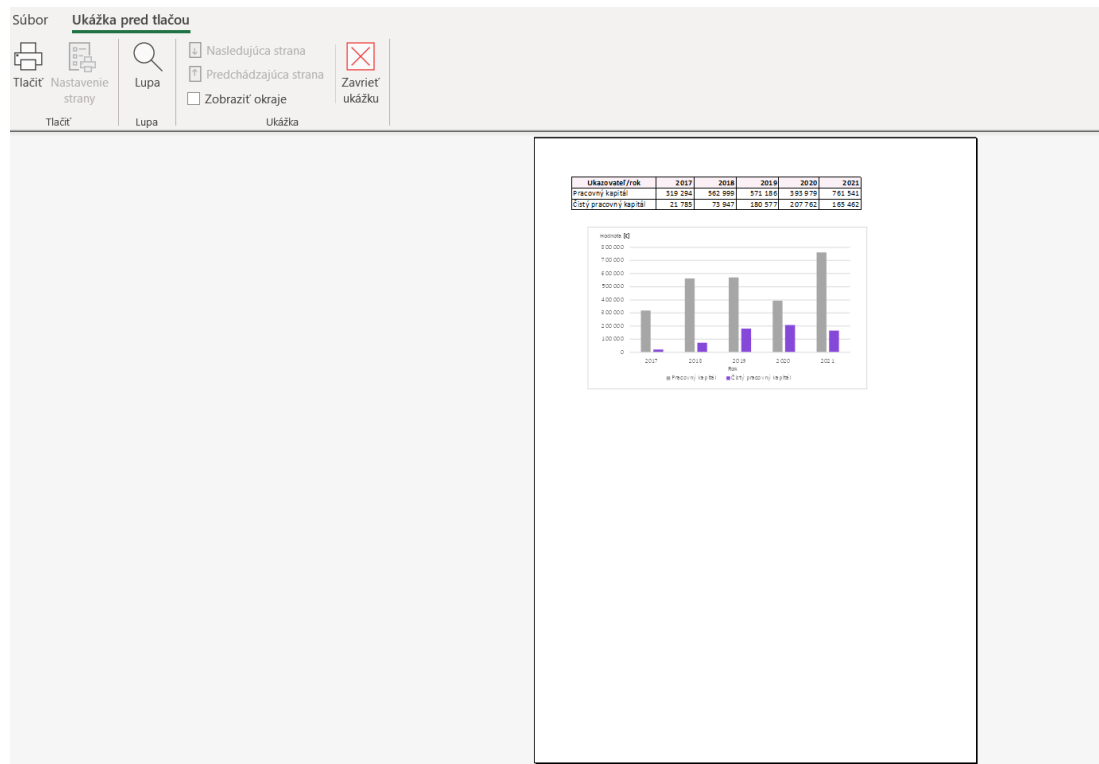 Súbor Ukážka pred tlačou
Tlačiť Nastavenie strany
Lupa
Nasledujúca strana
Predchádzajúca strana
Zobraziť okraje
Zavrieť ukážku
Tlačiť Lupa Ukážka
Ukazovateľ/rok 2017 2018 2019 2020 2021
Pracovný kapitál 319 294 562 999 571 186 393 979 761 541
Čistý pracovný kapitál 21 785 73 947 180 577 207 762 165 462
Hodnota [€]
800 000
700 000
600 000
500 000
400 000
300 000
200 000
100 000
0
2017 2018 2019 2020 2021
Rok
Pracovný kapitál Čistý pracovný kapitál